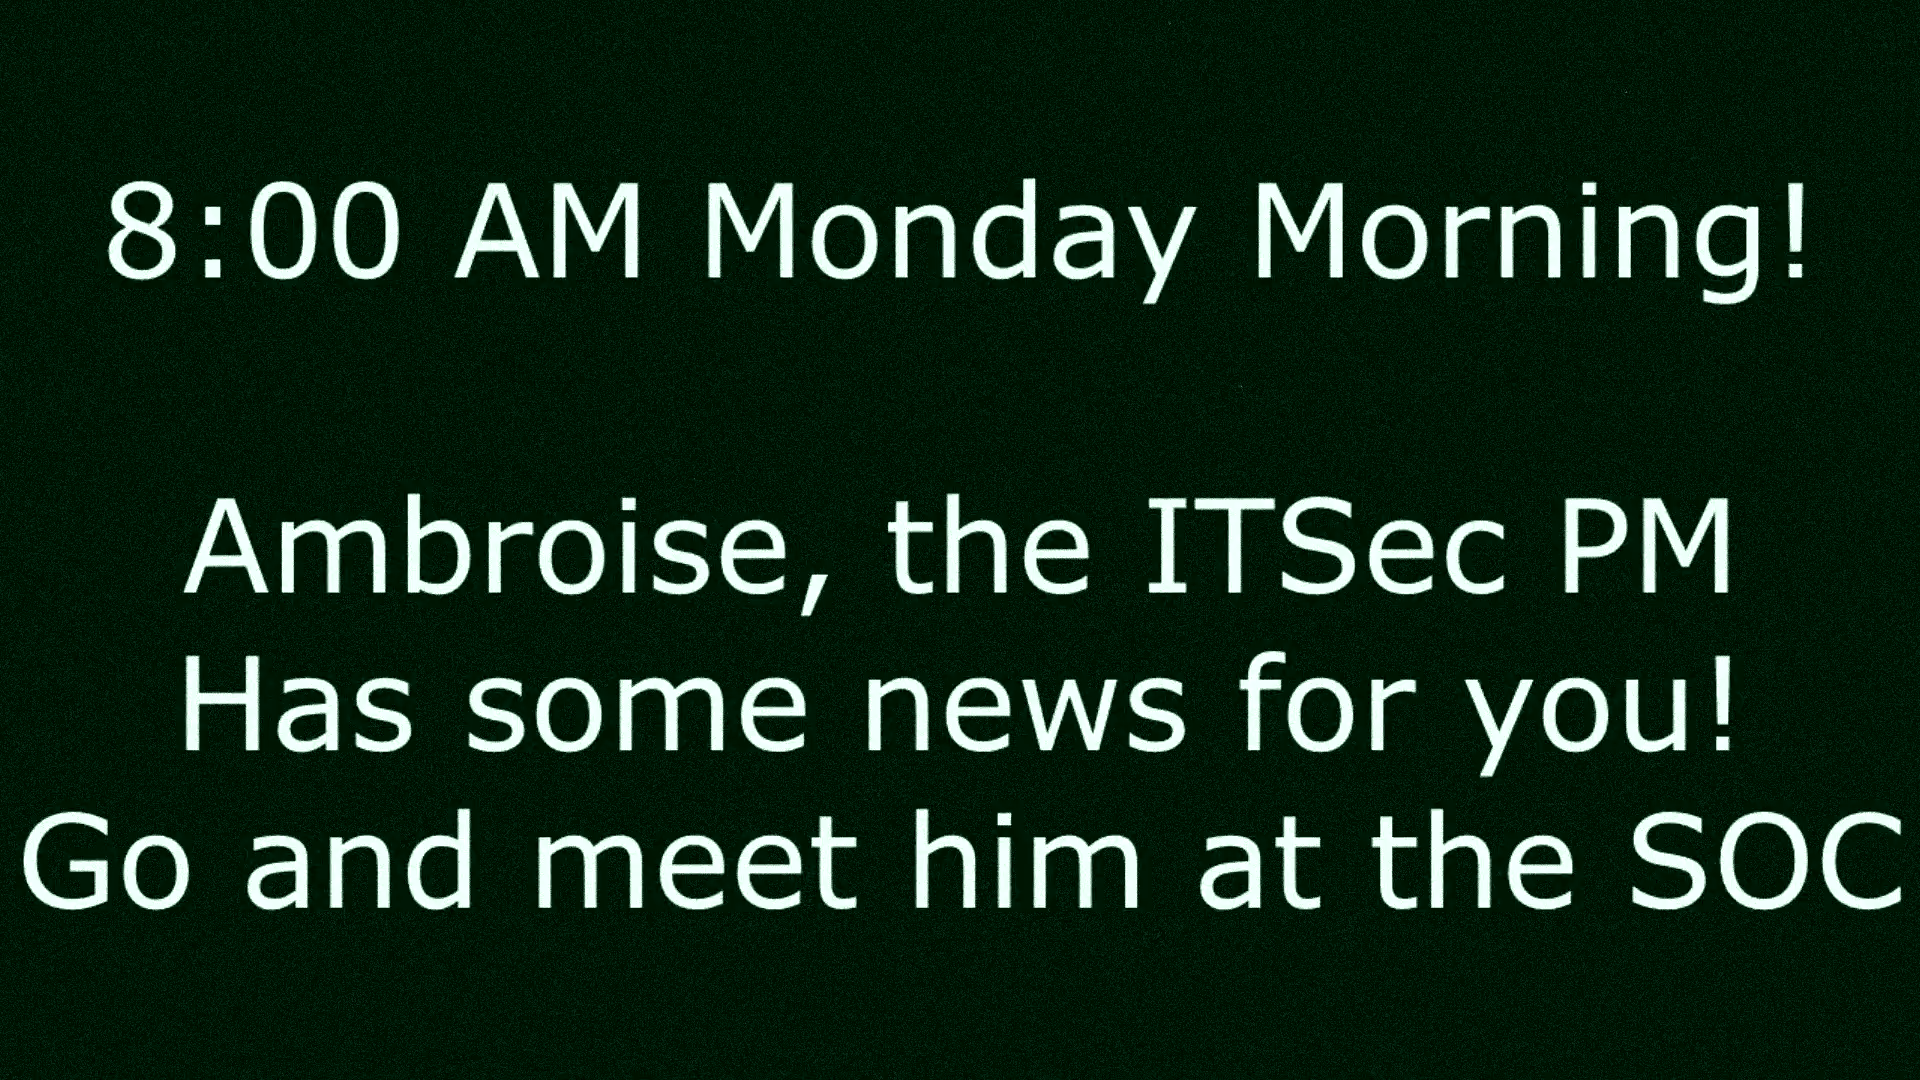 8:00 AM Monday Morning!
Ambroise, the ITSec PM
Has some news for you!
Go and meet him at the SOC